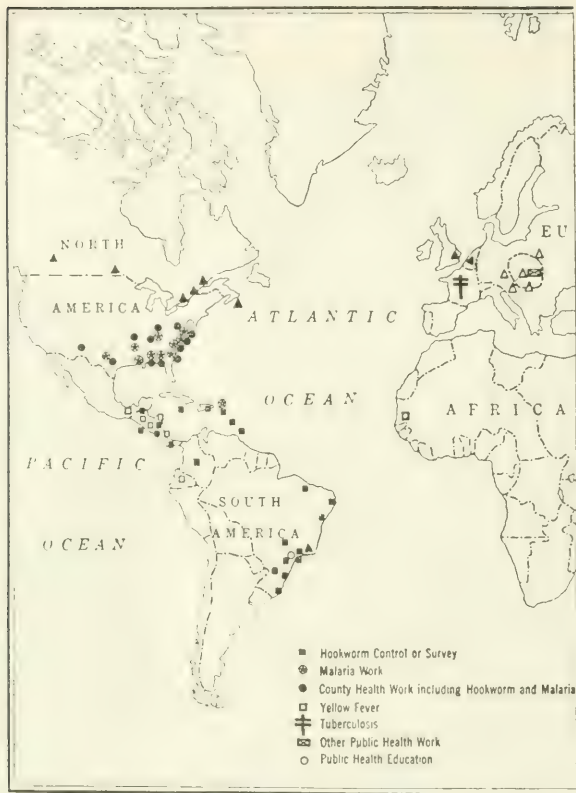 NORTH
EU
AMERICA
ATLANTIC
OCEAN
AFRICA
PACIFIC
SOUTH
AMERICA
OCEAN
Hookworm Control or Survey
Malaria Work
County Health Work including Hookworm and Malaria
Yellow Fever
Tuberculosis
Other Public Health Work
Public Health Education